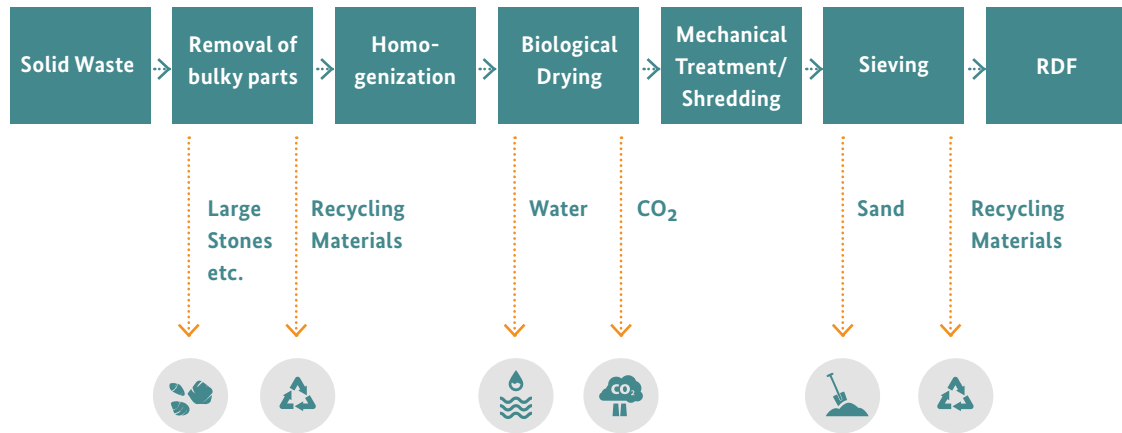 Solid Waste
Removal of
bulky parts
Homo-
genization
Biological
Drying
Mechanical
Treatment/
Shredding
Sieving
RDF
Large
Stones
etc.
Recycling
Materials
Water
CO₂
Sand
Recycling
Materials
CO₂